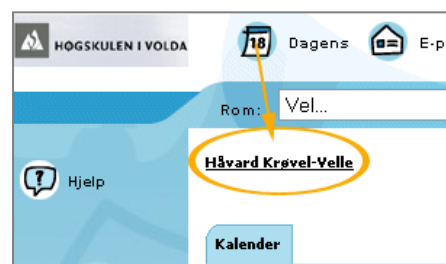 HØGSKULEN I VOLDA
18 Dagens E-p
Rom: Vel...
Håvard Krøvel-Velle
? Hjelp
Kalender